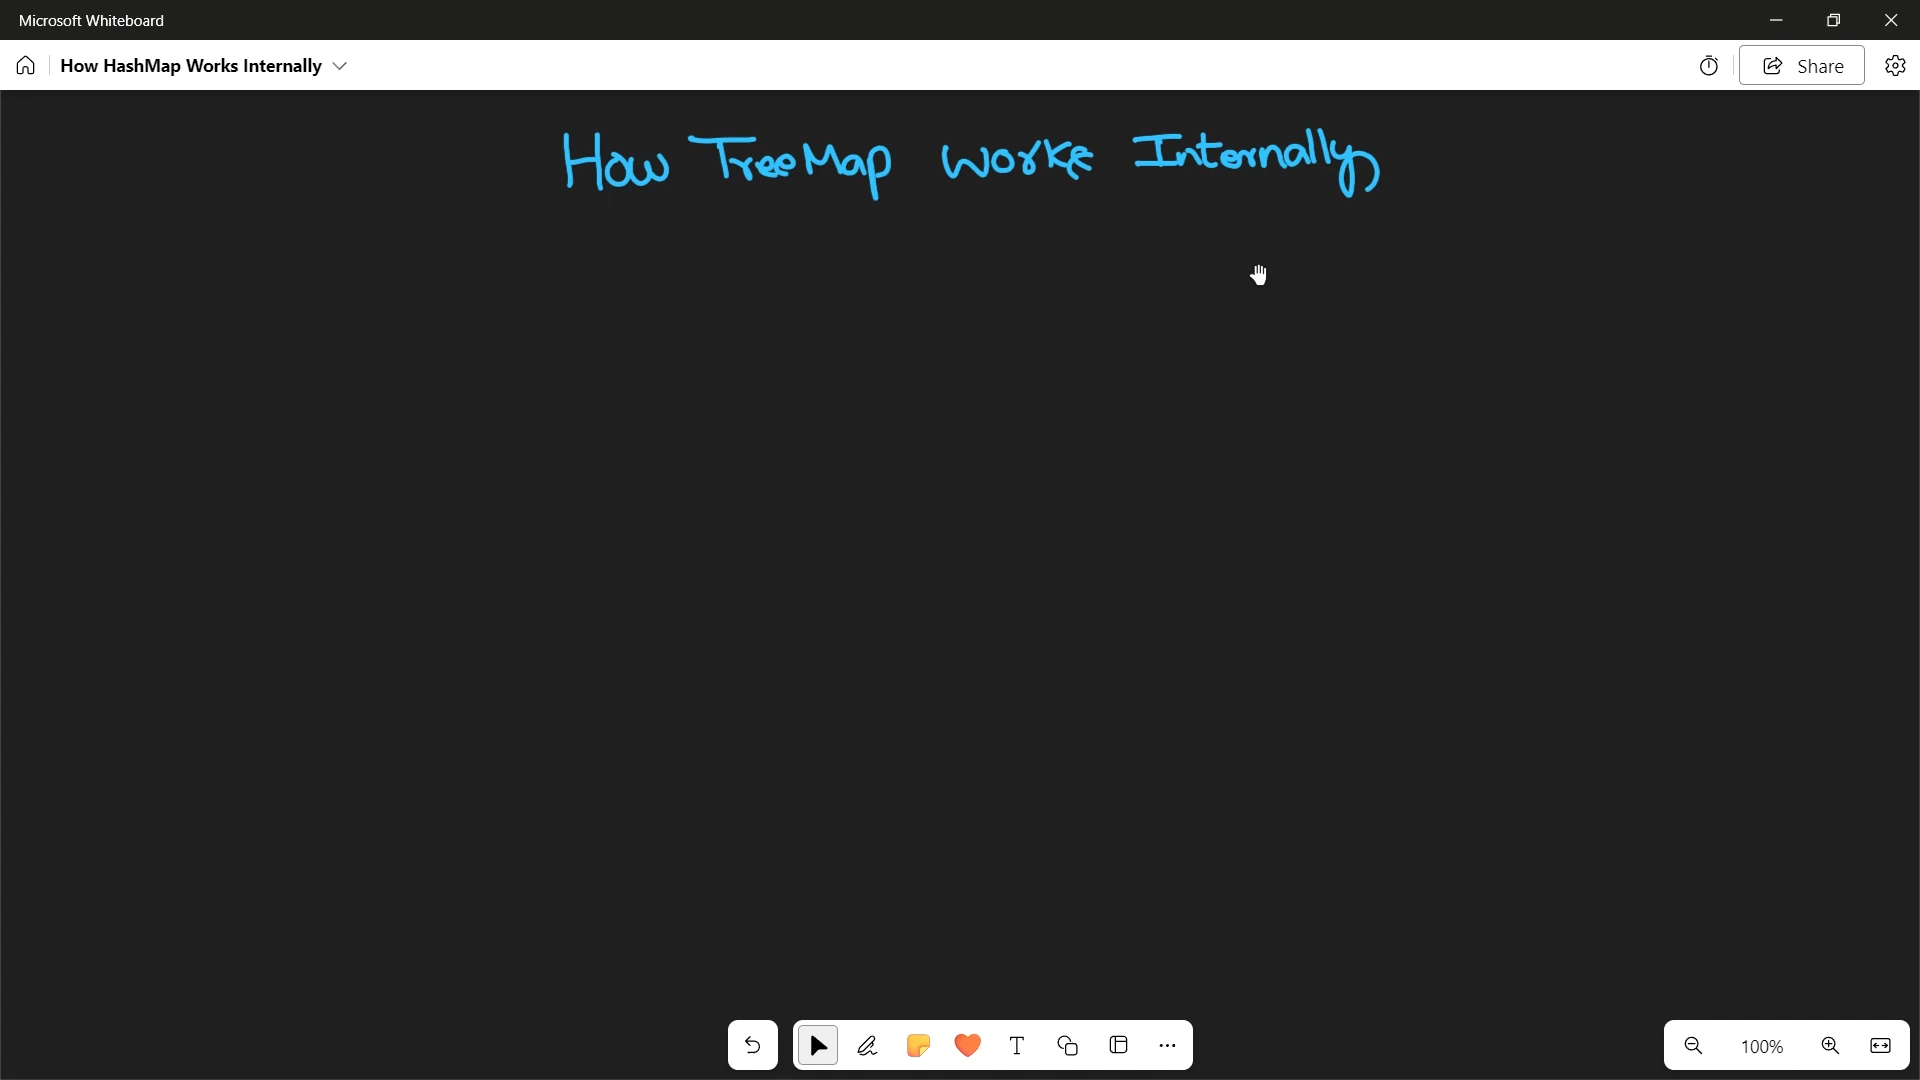 Microsoft Whiteboard
How HashMap Works Internally
Share
How TreeMap works Internally
100%